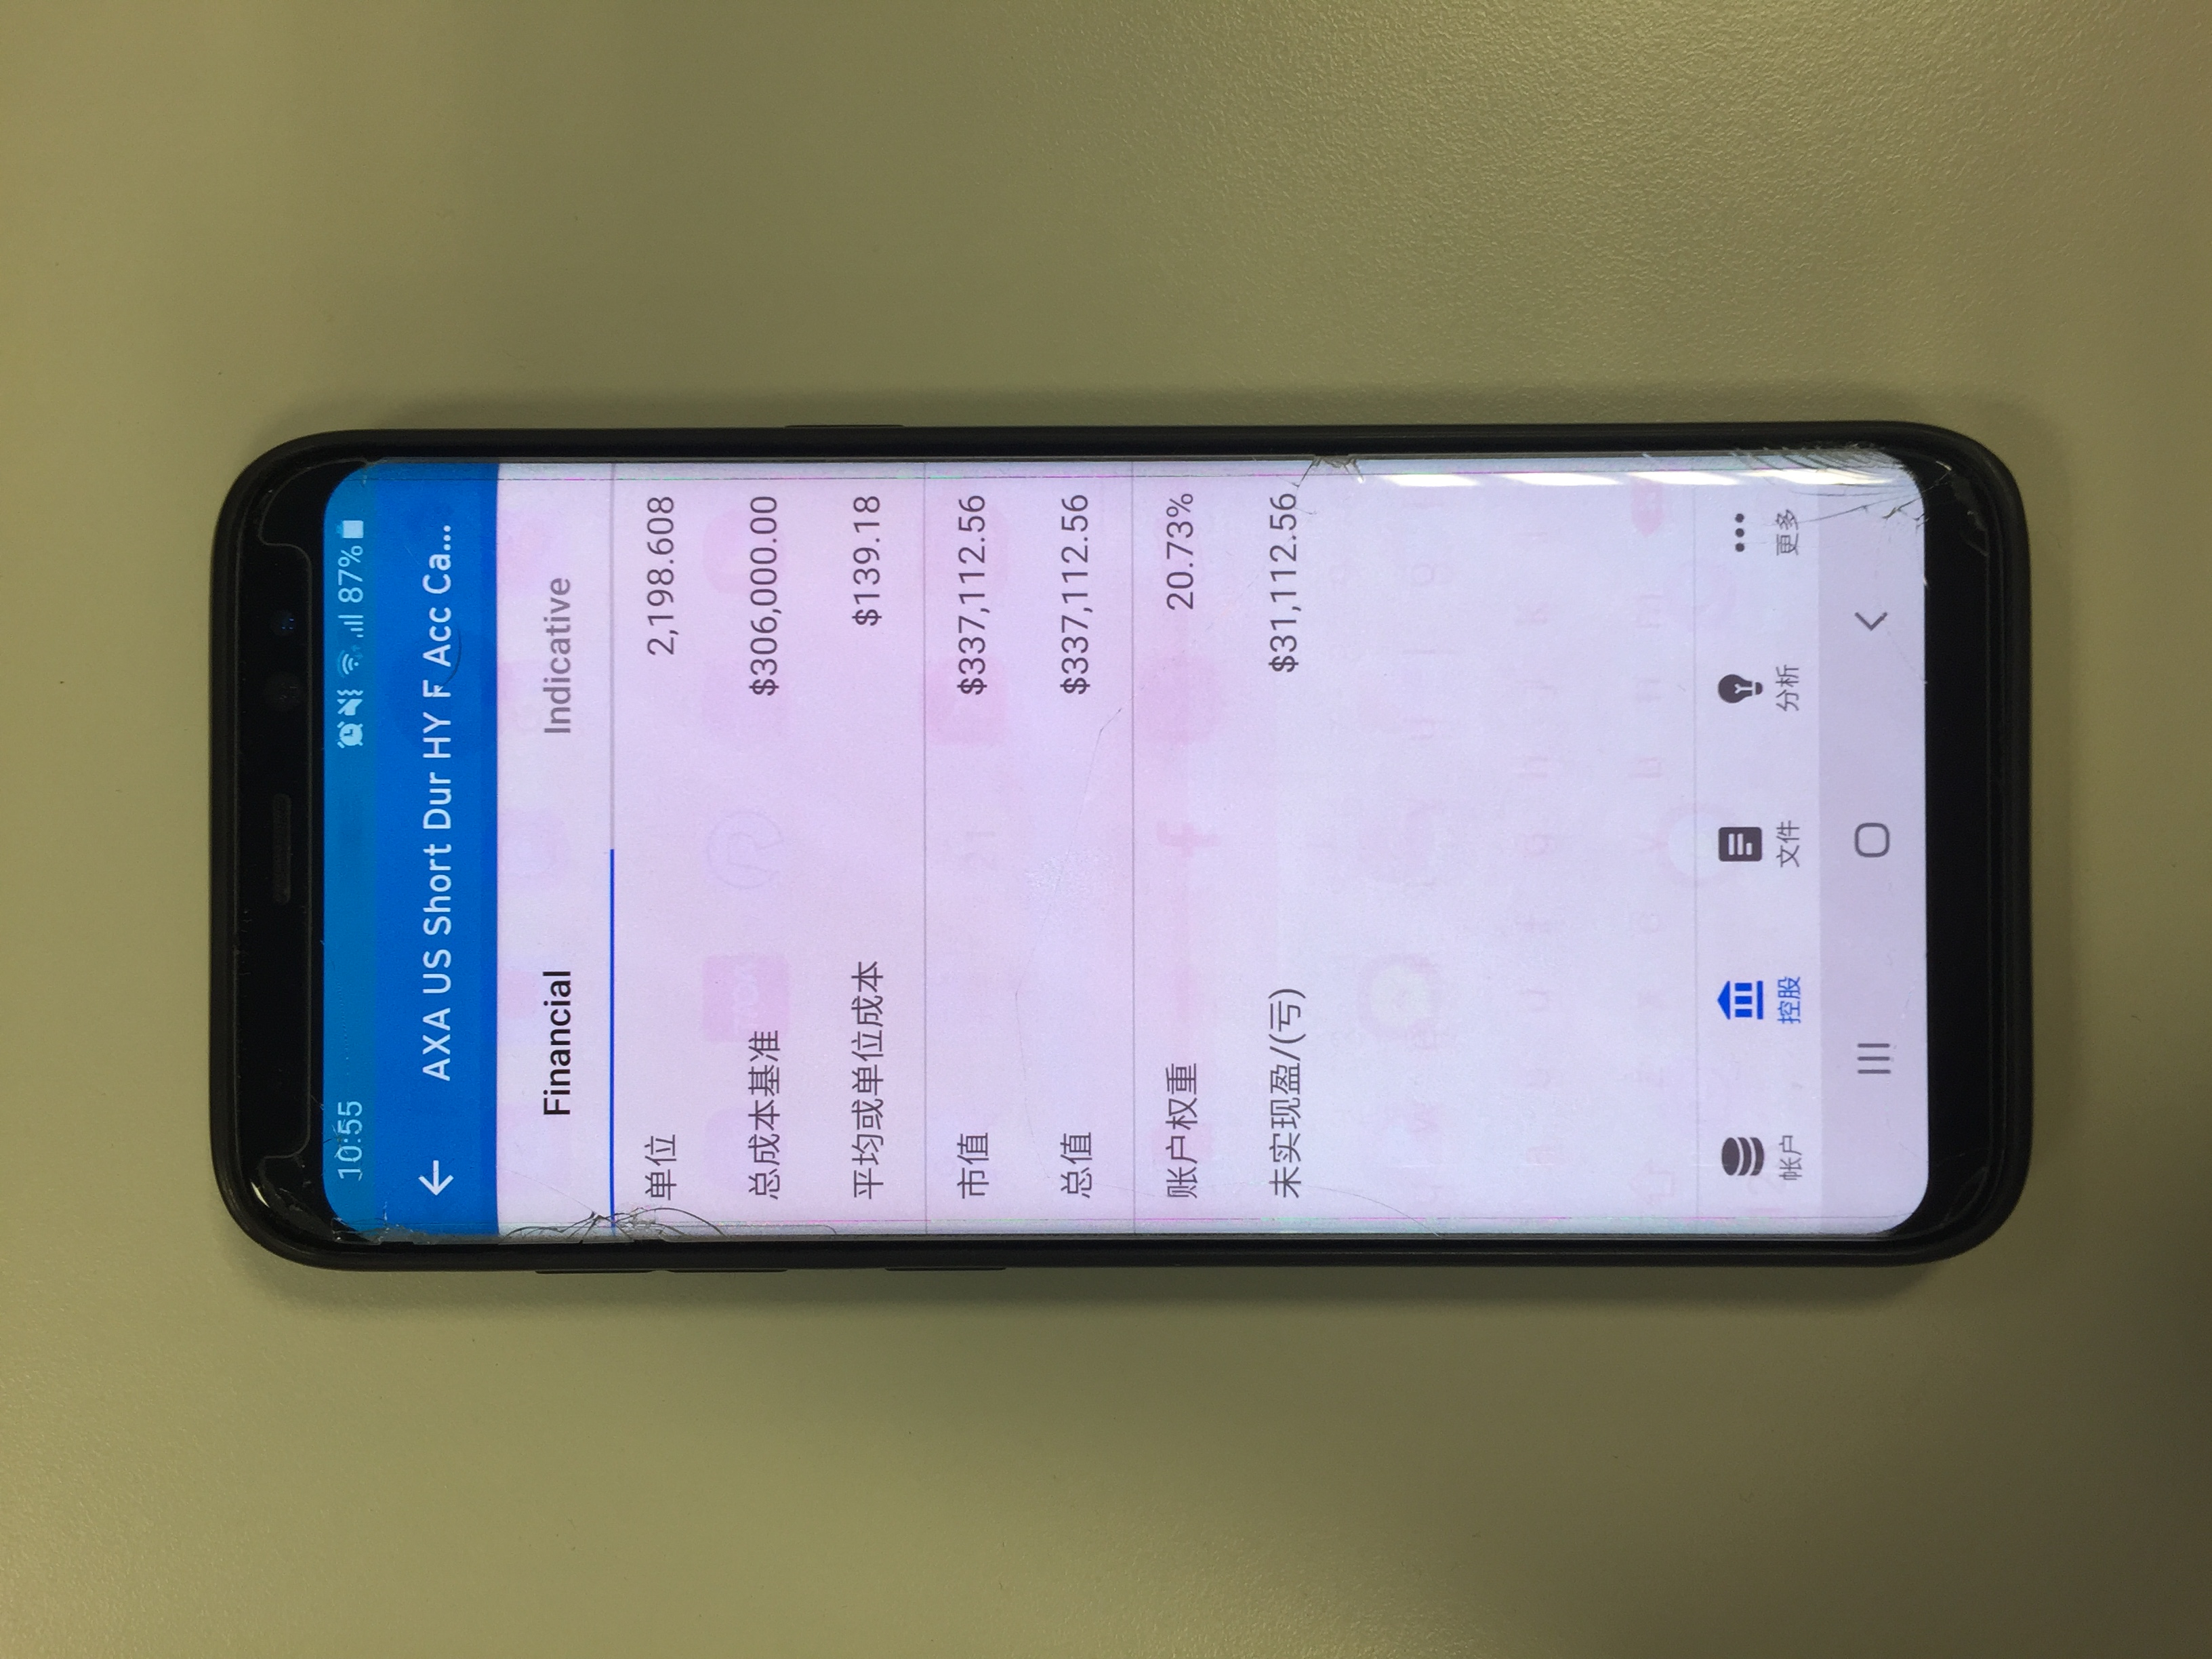 10:55 87%
AXA US Short Dur HY F Acc Ca...
Financial Indicative
单位 2,198.608
总成本基准 $306,000.00
平均或单位成本 $139.18
市值 $337,112.56
总值 $337,112.56
账户权重 20.73%
未实现盈/(亏) $31,112.56
帐户 控股 文件 分析 更多